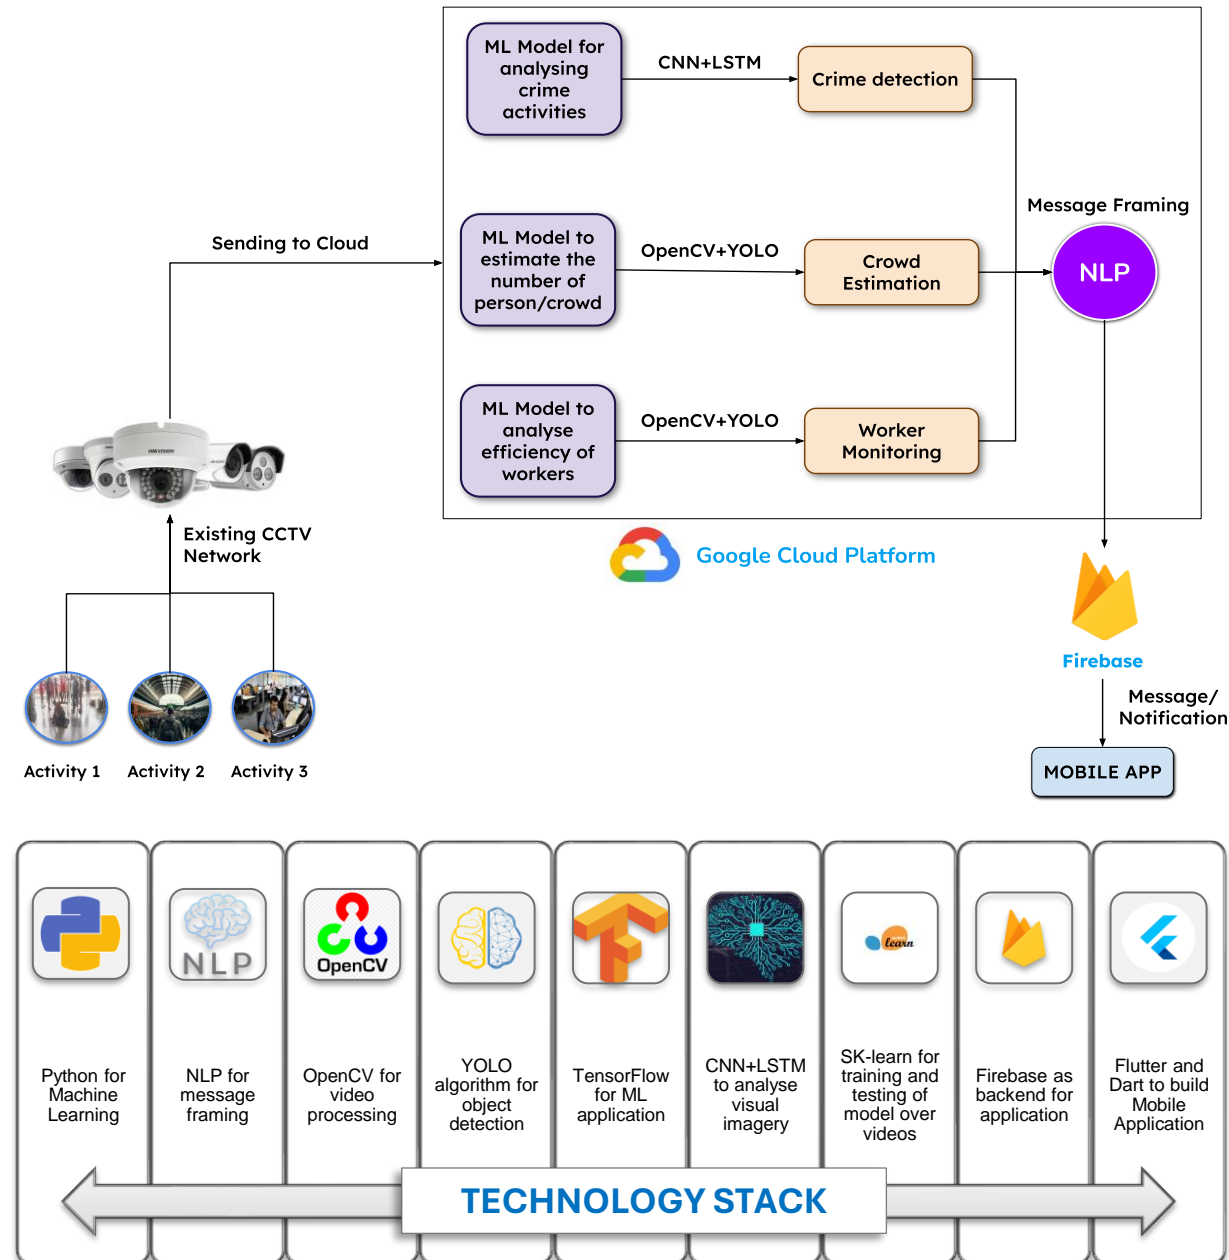 ML Model for
analysing
crime
activities
CNN+LSTM
Crime detection
Message Framing
Sending to Cloud
ML Model to
estimate the
number of
person/crowd
OpenCV+YOLO
Crowd
Estimation
NLP
ML Model to
analyse
efficiency of
workers
OpenCV+YOLO
Worker
Monitoring
HIKVISION
Existing CCTV
Network
Google Cloud Platform
Firebase
Message/
Notification
MOBILE APP
Activity 1
Activity 2
Activity 3
NLP
OpenCV
learn
Python for
Machine
Learning
NLP for
message
framing
OpenCV for
video
processing
YOLO
algorithm for
object
detection
TensorFlow
for ML
application
CNN+LSTM
to analyse
visual
imagery
SK-learn for
training and
testing of
model over
videos
Firebase as
backend for
application
Flutter and
Dart to build
Mobile
Application
TECHNOLOGY STACK